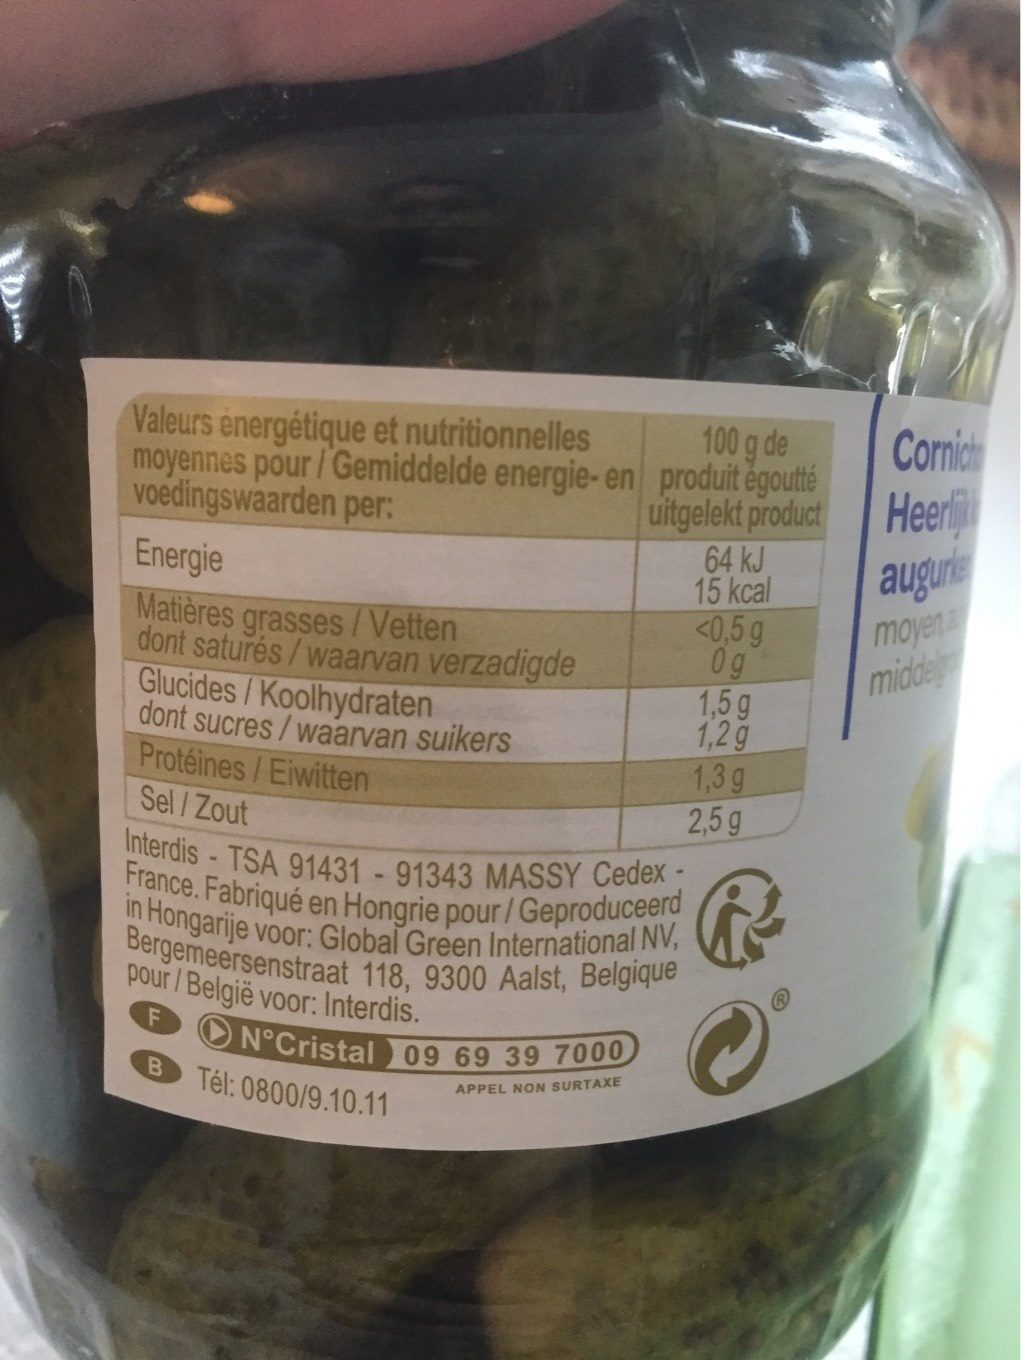 Valeurs énergétique et nutritionnelles
moyennes pour / Gemiddelde energie- en
voedingswaarden per:
100 g de
produit égoutté
uitgelekt product
Energie
64 kJ
15 kcal
Matières grasses / Vetten
<0,5 g
dont saturés / waarvan verzadigde
0 g
Glucides / Koolhydraten
1,5 g
dont sucres / waarvan suikers
1,2 g
Protéines / Eiwitten
1,3 g
Sel / Zout
2,5 g
Interdis - TSA 91431 - 91343 MASSY Cedex -
France. Fabriqué en Hongrie pour / Geproduceerd
in Hongarije voor: Global Green International NV,
Bergemeersenstraat 118, 9300 Aalst, Belgique
pour / België voor: Interdis.
F N°Cristal 09 69 39 7000
APPEL NON SURTAXE
B Tél: 0800/9.10.11
®
moyen,